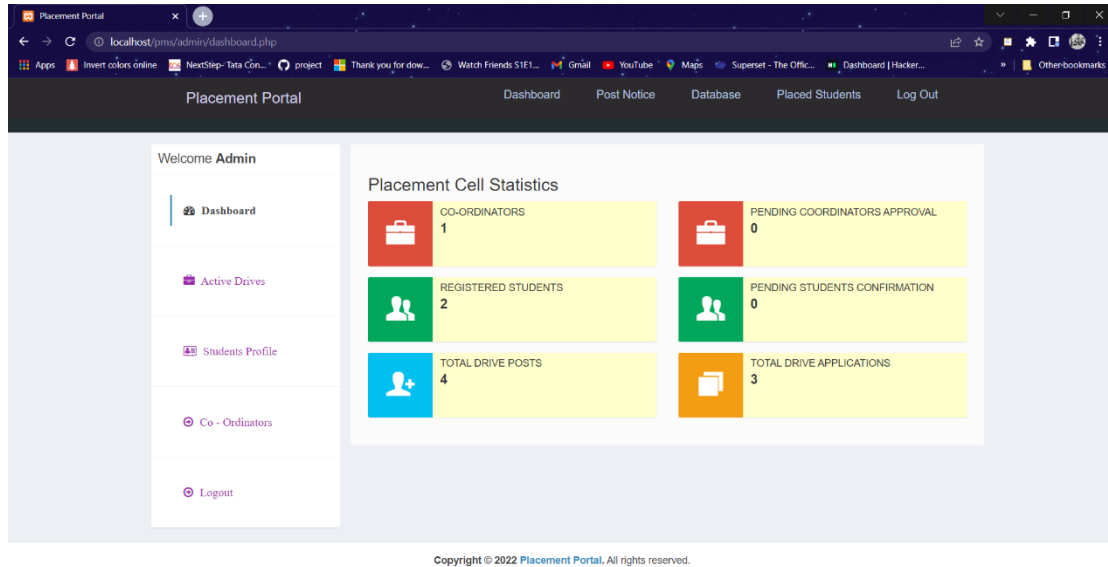 Placement Portal
localhost/pms/admin/dashboard.php
Apps Invert colors online NextStep- Tata Con... project Thank you for dow... Watch Friends S1E1... Gmail YouTube Maps Superset - The Offic... Dashboard | Hacker... » Other bookmarks
Placement Portal Dashboard Post Notice Database Placed Students Log Out
Welcome Admin
Dashboard
Active Drives
Students Profile
Co - Ordinators
Logout
Placement Cell Statistics
CO-ORDINATORS
1
PENDING COORDINATORS APPROVAL
0
REGISTERED STUDENTS
2
PENDING STUDENTS CONFIRMATION
0
TOTAL DRIVE POSTS
4
TOTAL DRIVE APPLICATIONS
3
Copyright © 2022 Placement Portal. All rights reserved.